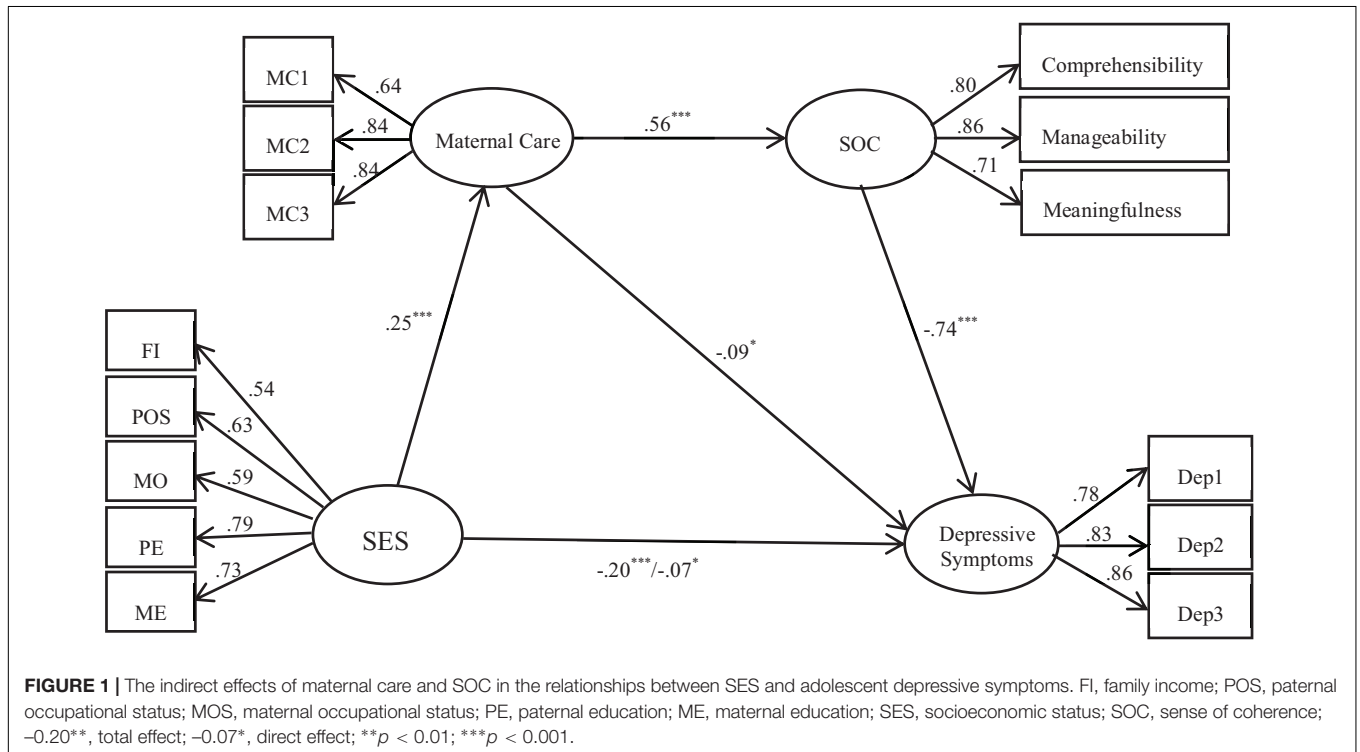 MC1
MC2
MC3
.64
.84
.84
Maternal Care
.56***
SOC
.80
.86
.71
Comprehensibility
Manageability
Meaningfulness
.25***
-.09*
-.74***
FI
POS
MO
PE
ME
.54
.63
.59
.79
.73
SES
-.20***/-.07*
Depressive
Symptoms
.78
.83
.86
Dep1
Dep2
Dep3
FIGURE 1 | The indirect effects of maternal care and SOC in the relationships between SES and adolescent depressive symptoms. FI, family income; POS, paternal
occupational status; MOS, maternal occupational status; PE, paternal education; ME, maternal education; SES, socioeconomic status; SOC, sense of coherence;
–0.20**, total effect; –0.07*, direct effect; **p < 0.01; ***p < 0.001.